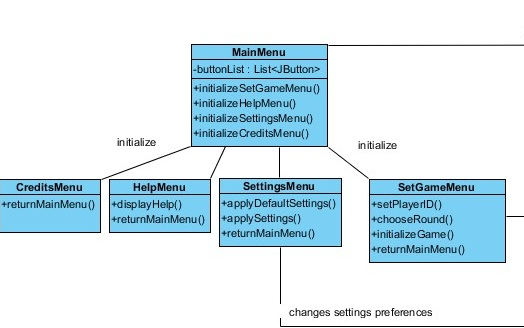 MainMenu
-buttonList : List<JButton>
+initializeSetGameMenu()
+initializeHelpMenu()
+initializeSettingsMenu()
+initializeCreditsMenu()
initialize
initialize
CreditsMenu
+returnMainMenu()
HelpMenu
+displayHelp()
+returnMainMenu()
SettingsMenu
+applyDefaultSettings()
+applySettings()
+returnMainMenu()
SetGameMenu
+setPlayerID()
+chooseRound()
+initializeGame()
+returnMainMenu()
changes settings preferences